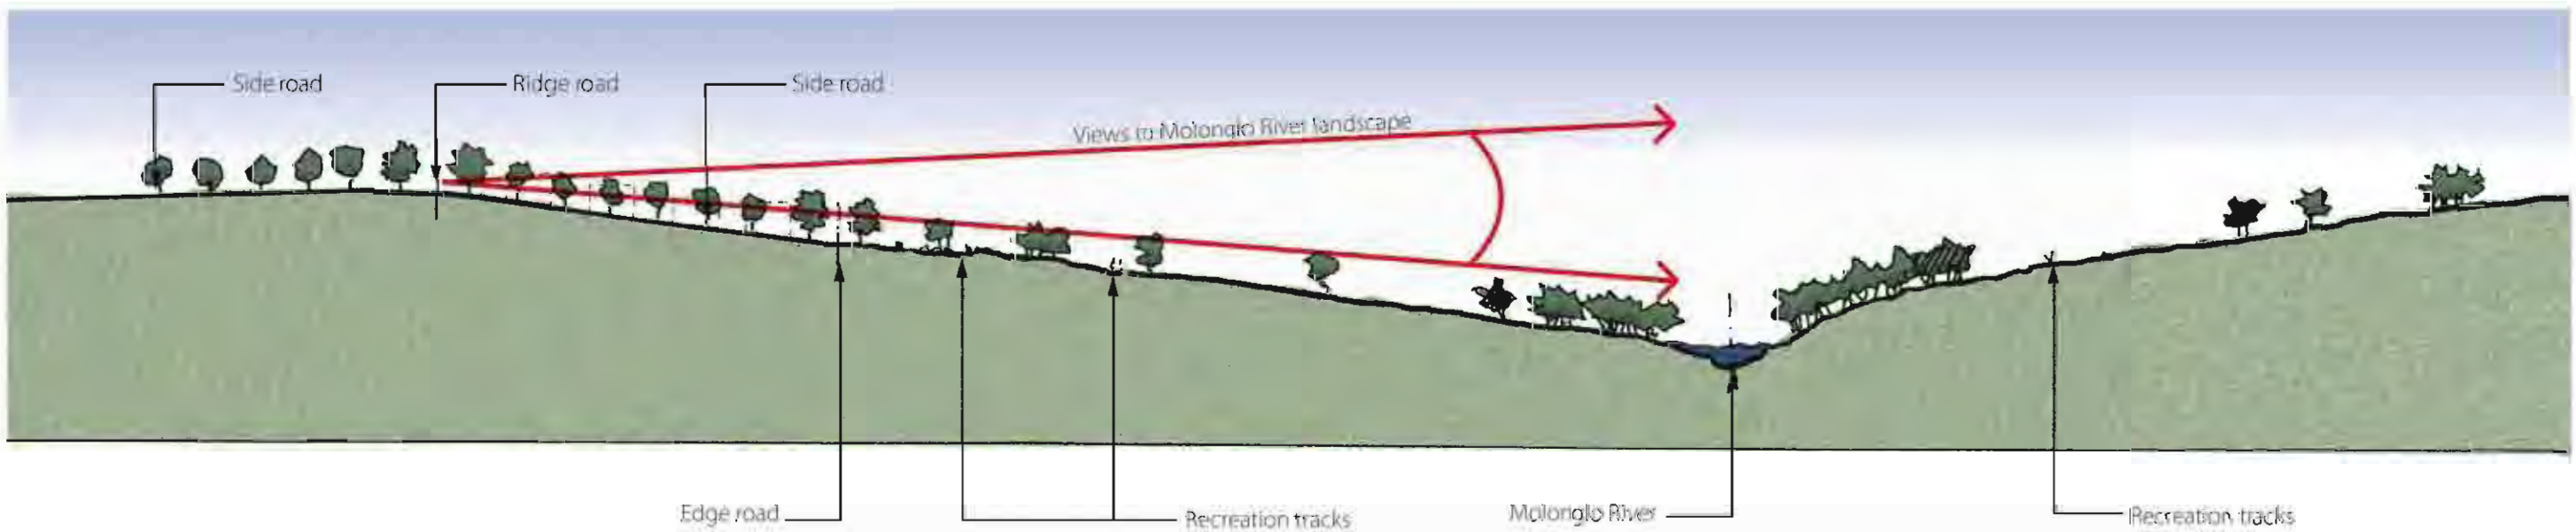 Side road
Ridge road
Side road
Views to Molonglo River landscape
Edge road
Recreation tracks
Molonglo River
Recreation tracks